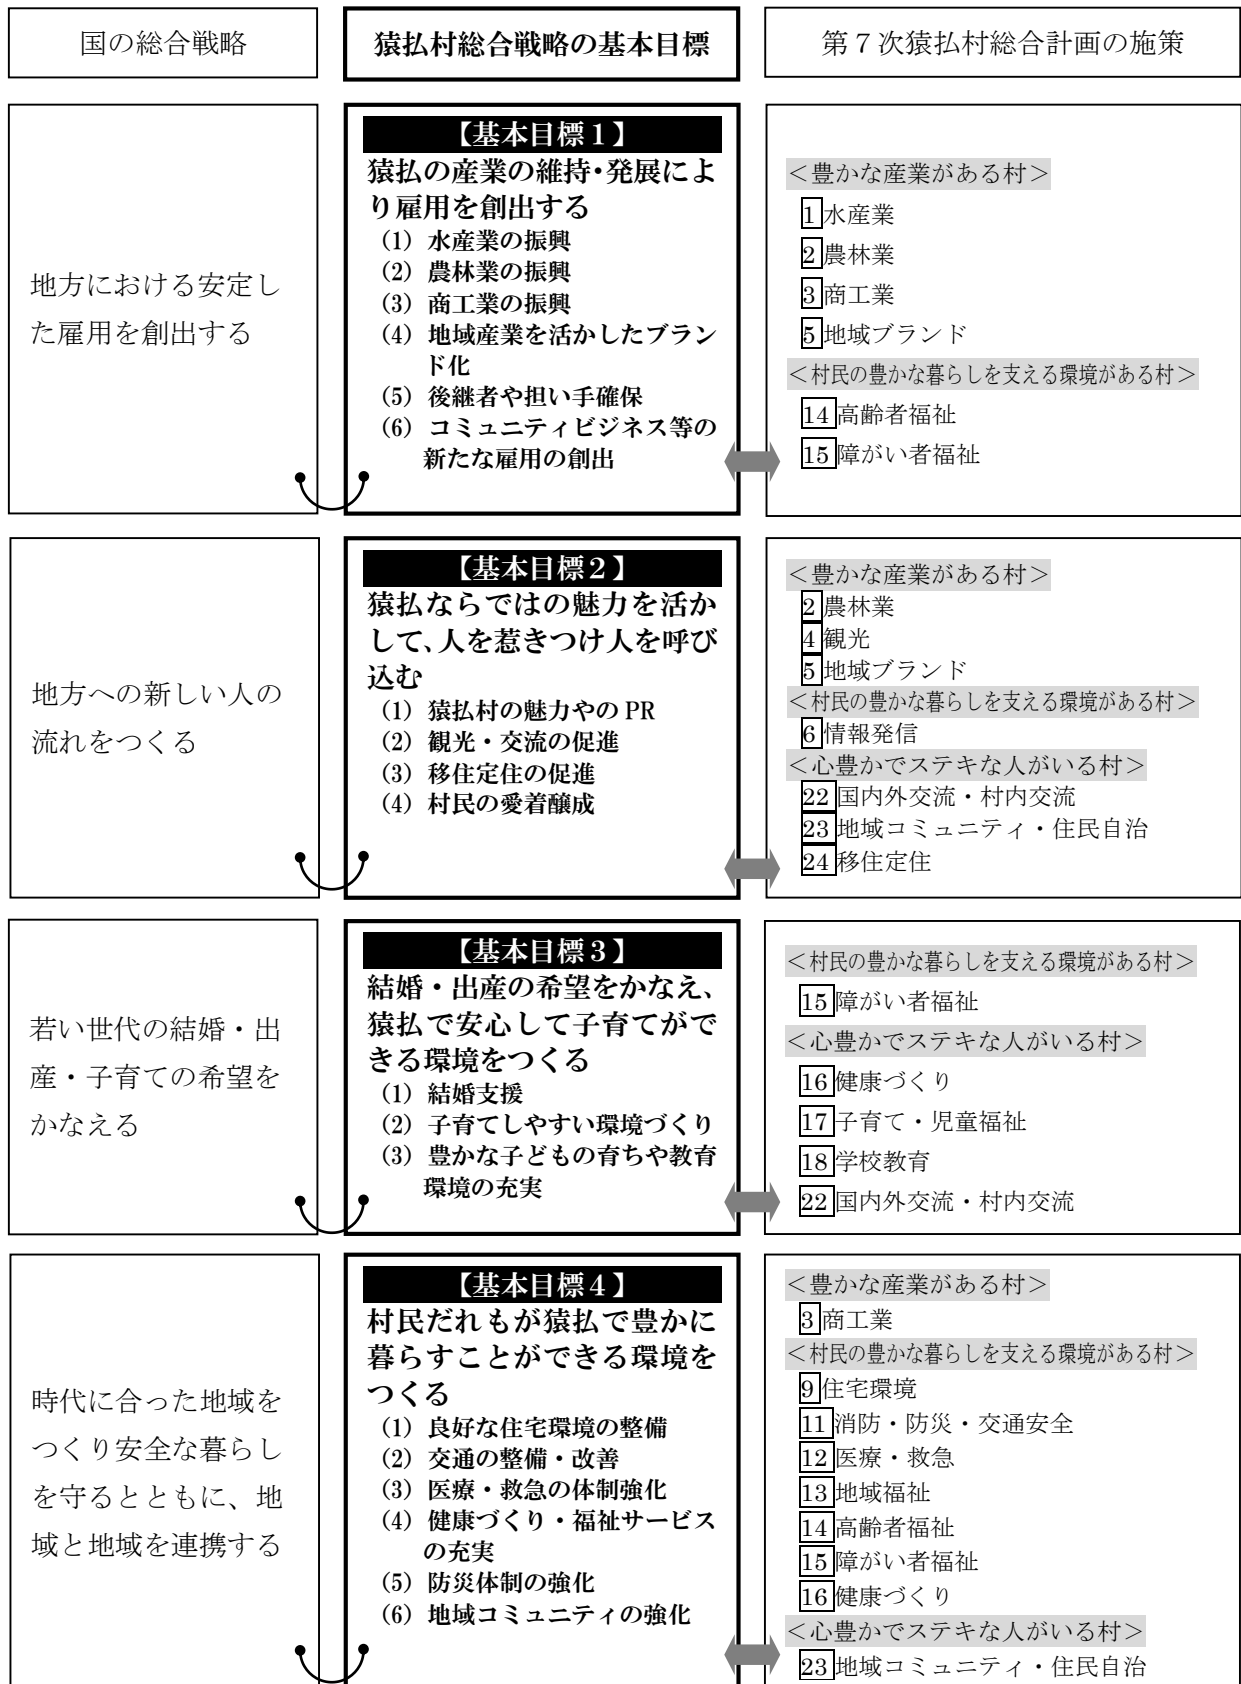 国の総合戦略
猿払村総合戦略の基本目標
第７次猿払村総合計画の施策
地方における安定し
た雇用を創出する
【基本目標１】
猿払の産業の維持・発展によ
り雇用を創出する
（1）水産業の振興
（2）農林業の振興
（3）商工業の振興
（4）地域産業を活かしたブラン
ド化
（5）後継者や担い手確保
（6）コミュニティビジネス等の
新たな雇用の創出
＜豊かな産業がある村＞
1 水産業
2 農林業
3 商工業
5 地域ブランド
＜村民の豊かな暮らしを支える環境がある村＞
14 高齢者福祉
15 障がい者福祉
地方への新しい人の
流れをつくる
【基本目標２】
猿払ならではの魅力を活か
して、人を惹きつけ人を呼び
込む
（1）猿払村の魅力やの PR
（2）観光・交流の促進
（3）移住定住の促進
（4）村民の愛着醸成
＜豊かな産業がある村＞
2 農林業
4 観光
5 地域ブランド
＜村民の豊かな暮らしを支える環境がある村＞
6 情報発信
＜心豊かでステキな人がいる村＞
22 国内外交流・村内交流
23 地域コミュニティ・住民自治
24 移住定住
若い世代の結婚・出
産・子育ての希望を
かなえる
【基本目標３】
結婚・出産の希望をかなえ、
猿払で安心して子育てがで
きる環境をつくる
（1）結婚支援
（2）子育てしやすい環境づくり
（3）豊かな子どもの育ちや教育
環境の充実
＜村民の豊かな暮らしを支える環境がある村＞
15 障がい者福祉
＜心豊かでステキな人がいる村＞
16 健康づくり
17 子育て・児童福祉
18 学校教育
22 国内外交流・村内交流
時代に合った地域を
つくり安全な暮らし
を守るとともに、地
域と地域を連携する
【基本目標４】
村民だれもが猿払で豊かに
暮らすことができる環境を
つくる
（1）良好な住宅環境の整備
（2）交通の整備・改善
（3）医療・救急の体制強化
（4）健康づくり・福祉サービス
の充実
（5）防災体制の強化
（6）地域コミュニティの強化
＜豊かな産業がある村＞
3 商工業
＜村民の豊かな暮らしを支える環境がある村＞
9 住宅環境
11 消防・防災・交通安全
12 医療・救急
13 地域福祉
14 高齢者福祉
15 障がい者福祉
16 健康づくり
＜心豊かでステキな人がいる村＞
23 地域コミュニティ・住民自治